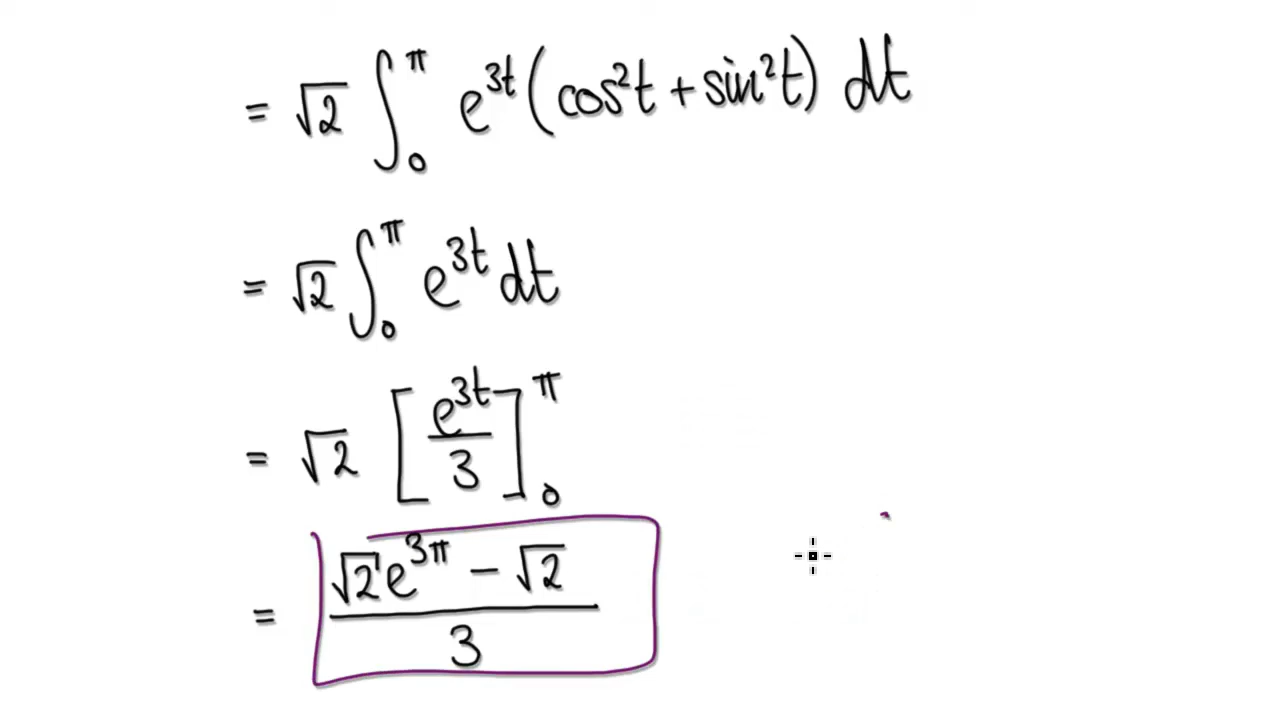 = √2 ∫₀^π e^{3t} (cos²t + sin²t) dt
= √2 ∫₀^π e^{3t} dt
= √2 [e^{3t}/3]₀^π
= (√2 e^{3π} − √2)/3